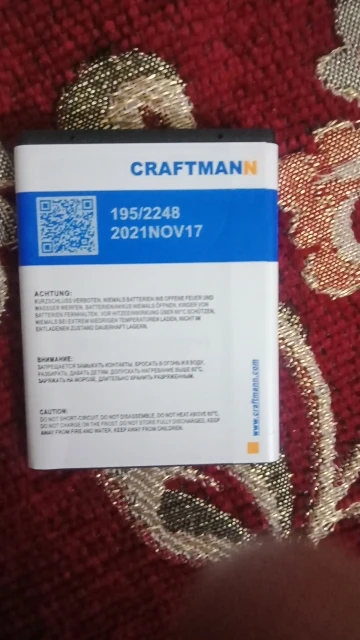 CRAFTMANN
195/2248
2021NOV17
ACHTUNG:
KURZSCHLUSS VERBOTEN, NIEMALS BATTERIEN INS OFFENE FEUER UND
WASSER WERFEN. BATTERIEN/AKKUS NIEMALS ÖFFNEN. KINDER VON
BATTERIEN FERNHALTEN. VOR HITZEEINWIRKUNG ÜBER 60°C SCHÜTZEN,
NIEMALS BEI EXTREM NIEDRIGEN TEMPERATUREN LADEN, NICHT IM
ENTLADENEN ZUSTAND DAUERHAFT LAGERN.
ВНИМАНИЕ:
ЗАПРЕЩАЕТСЯ ЗАМЫКАТЬ КОНТАКТЫ, БРОСАТЬ В ОГОНЬ И В ВОДУ,
РАЗБИРАТЬ, ДАВАТЬ ДЕТЯМ, ДОПУСКАТЬ НАГРЕВАНИЕ ВЫШЕ 60°C,
ЗАРЯЖАТЬ НА МОРОЗЕ, ДЛИТЕЛЬНО ХРАНИТЬ РАЗРЯЖЕННЫМ.
CAUTION:
DO NOT SHORT-CIRCUIT, DO NOT DISASSEMBLE, DO NOT HEAT ABOVE 60°C,
DO NOT CHARGE ON THE FROST, DO NOT STORE FULLY DISCHARGED, KEEP
AWAY FROM FIRE AND WATER, KEEP AWAY FROM CHILDREN.
www.craftmann.com